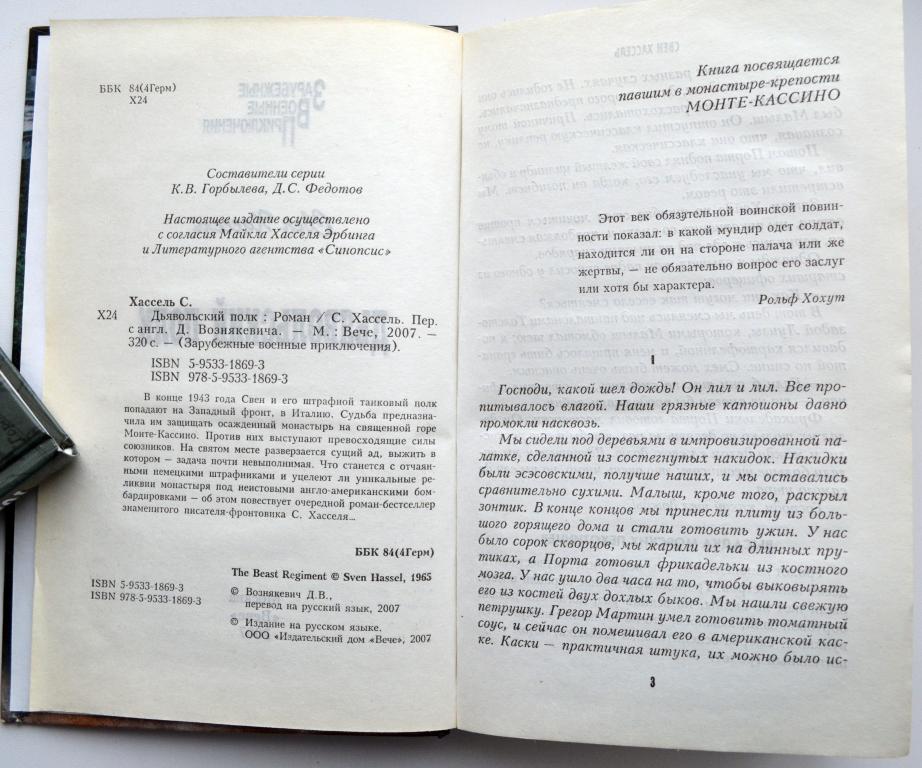 ББК 84(4Герм)
Х24
ЗАРУБЕЖНЫЕ
ВОЕННЫЕ
ПРИКЛЮЧЕНИЯ
Составители серии
К.В. Горбылева, Д.С. Федотов
Настоящее издание осуществлено
с согласия Майкла Хасселя Эрбинга
и Литературного агентства «Синопсис»
Хассель С.
Х24 Дьявольский полк : Роман / С. Хассель. Пер.
с англ. Д. Вознякевича. — М. : Вече, 2007. —
320 с. — (Зарубежные военные приключения).
ISBN 5-9533-1869-3
ISBN 978-5-9533-1869-3
В конце 1943 года Свен и его штрафной танковый полк
попадают на Западный фронт, в Италию. Судьба предназна-
чила им защищать осажденный монастырь на священной горе
Монте-Кассино. Против них выступают превосходящие силы
союзников. На святом месте разверзается сущий ад, выжить в
котором — задача почти невыполнимая. Что станется с отчаян-
ными немецкими штрафниками и уцелеют ли уникальные ре-
ликвии монастыря под неистовыми англо-американскими бом-
бардировками — об этом повествует очередной роман-бестселлер
знаменитого писателя-фронтовика С. Хасселя...
ББК 84(4Герм)
The Beast Regiment © Sven Hassel, 1965
ISBN 5-9533-1869-3
ISBN 978-5-9533-1869-3
© Вознякевич Д.В.,
перевод на русский язык, 2007
© Издание на русском языке.
ООО «Издательский дом «Вече», 2007
СВЕН ХАССЕЛЬ
Книга посвящается
павшим в монастыре-крепости
МОНТЕ-КАССИНО
Этот век обязательной воинской повин-
ности показал: в какой мундир одет солдат,
находится ли он на стороне палача или же
жертвы, — не обязательно вопрос его заслуг
или хотя бы характера.
Рольф Хохут
I
Господи, какой шел дождь! Он лил и лил. Все про-
питывалось влагой. Наши грязные капюшоны давно
промокли насквозь.
Мы сидели под деревьями в импровизированной па-
латке, сделанной из состегнутых накидок. Накидки
были эсэсовскими, получше наших, и мы оставались
сравнительно сухими. Малыш, кроме того, раскрыл
зонтик. В конце концов мы принесли плиту из боль-
шого горящего дома и стали готовить ужин. У нас
было сорок скворцов, мы жарили их на длинных пру-
тиках, а Порта готовил фрикадельки из костного
мозга. У нас ушло два часа на то, чтобы выковырять
его из костей двух дохлых быков. Мы нашли свежую
петрушку. Грегор Мартин умел готовить томатный
соус, и сейчас он помешивал его в американской кас-
ке. Каски — практичная штука, их можно было ис-
3